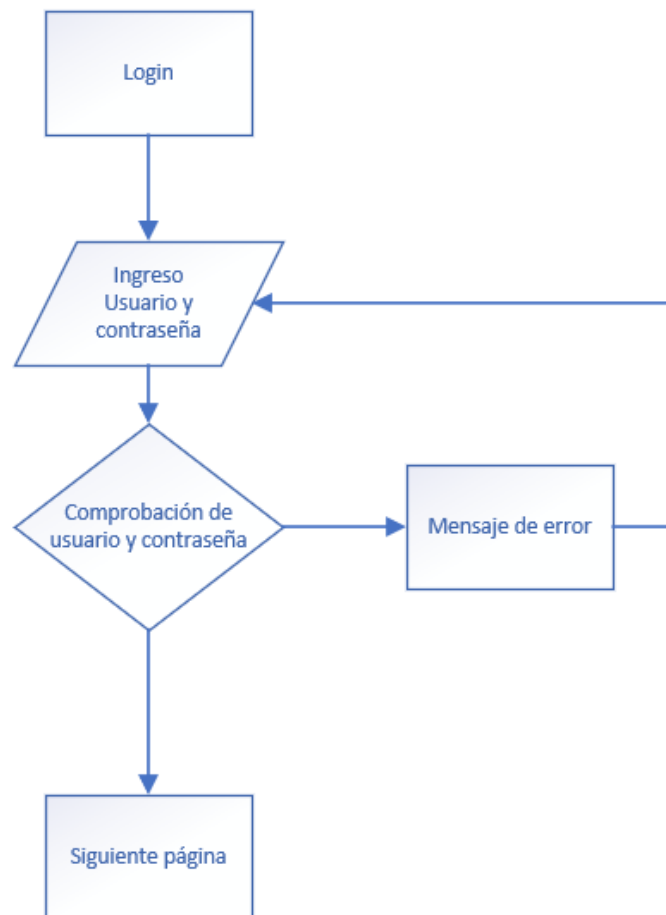 Login
Ingreso
Usuario y
contraseña
Comprobación de
usuario y contraseña
Mensaje de error
Siguiente página